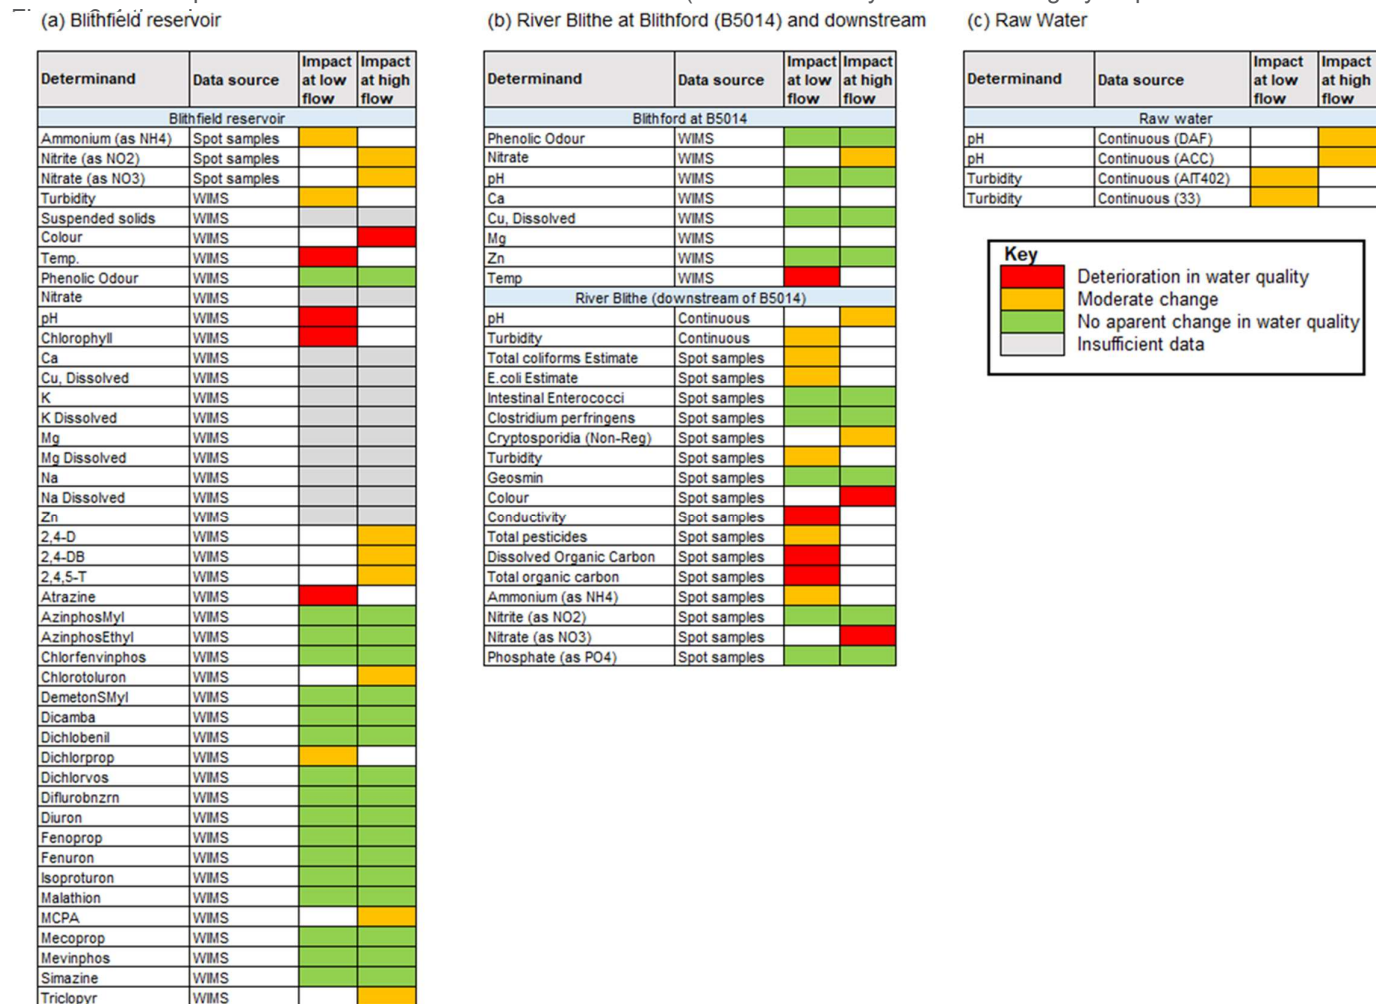 (a) Blithfield reservoir
Determinand Data source Impact at low flow Impact at high flow
Blithfield reservoir
Ammonium (as NH4) Spot samples
Nitrite (as NO2) Spot samples
Nitrate (as NO3) Spot samples
Turbidity WIMS
Suspended solids WIMS
Colour WIMS
Temp. WIMS
Phenolic Odour WIMS
Nitrate WIMS
pH WIMS
Chlorophyll WIMS
Ca WIMS
Cu, Dissolved WIMS
K WIMS
K Dissolved WIMS
Mg WIMS
Mg Dissolved WIMS
Na WIMS
Na Dissolved WIMS
Zn WIMS
2,4-D WIMS
2,4-DB WIMS
2,4,5-T WIMS
Atrazine WIMS
AzinphosMyl WIMS
AzinphosEthyl WIMS
Chlorfenvinphos WIMS
Chlorotoluron WIMS
DemetonSMyl WIMS
Dicamba WIMS
Dichlobenil WIMS
Dichlorprop WIMS
Dichlorvos WIMS
Diflurobnzrn WIMS
Diuron WIMS
Fenoprop WIMS
Fenuron WIMS
Isoproturon WIMS
Malathion WIMS
MCPA WIMS
Mecoprop WIMS
Mevinphos WIMS
Simazine WIMS
Triclopyr WIMS
(b) River Blithe at Blithford (B5014) and downstream
Determinand Data source Impact at low flow Impact at high flow
Blithford at B5014
Phenolic Odour WIMS
Nitrate WIMS
pH WIMS
Ca WIMS
Cu, Dissolved WIMS
Mg WIMS
Zn WIMS
Temp WIMS
River Blithe (downstream of B5014)
pH Continuous
Turbidity Continuous
Total coliforms Estimate Spot samples
E.coli Estimate Spot samples
Intestinal Enterococci Spot samples
Clostridium perfringens Spot samples
Cryptosporidia (Non-Reg) Spot samples
Turbidity Spot samples
Geosmin Spot samples
Colour Spot samples
Conductivity Spot samples
Total pesticides Spot samples
Dissolved Organic Carbon Spot samples
Total organic carbon Spot samples
Ammonium (as NH4) Spot samples
Nitrite (as NO2) Spot samples
Nitrate (as NO3) Spot samples
Phosphate (as PO4) Spot samples
(c) Raw Water
Determinand Data source Impact at low flow Impact at high flow
Raw water
pH Continuous (DAF)
pH Continuous (ACC)
Turbidity Continuous (AIT402)
Turbidity Continuous (33)
Key
Deterioration in water quality
Moderate change
No aparent change in water quality
Insufficient data